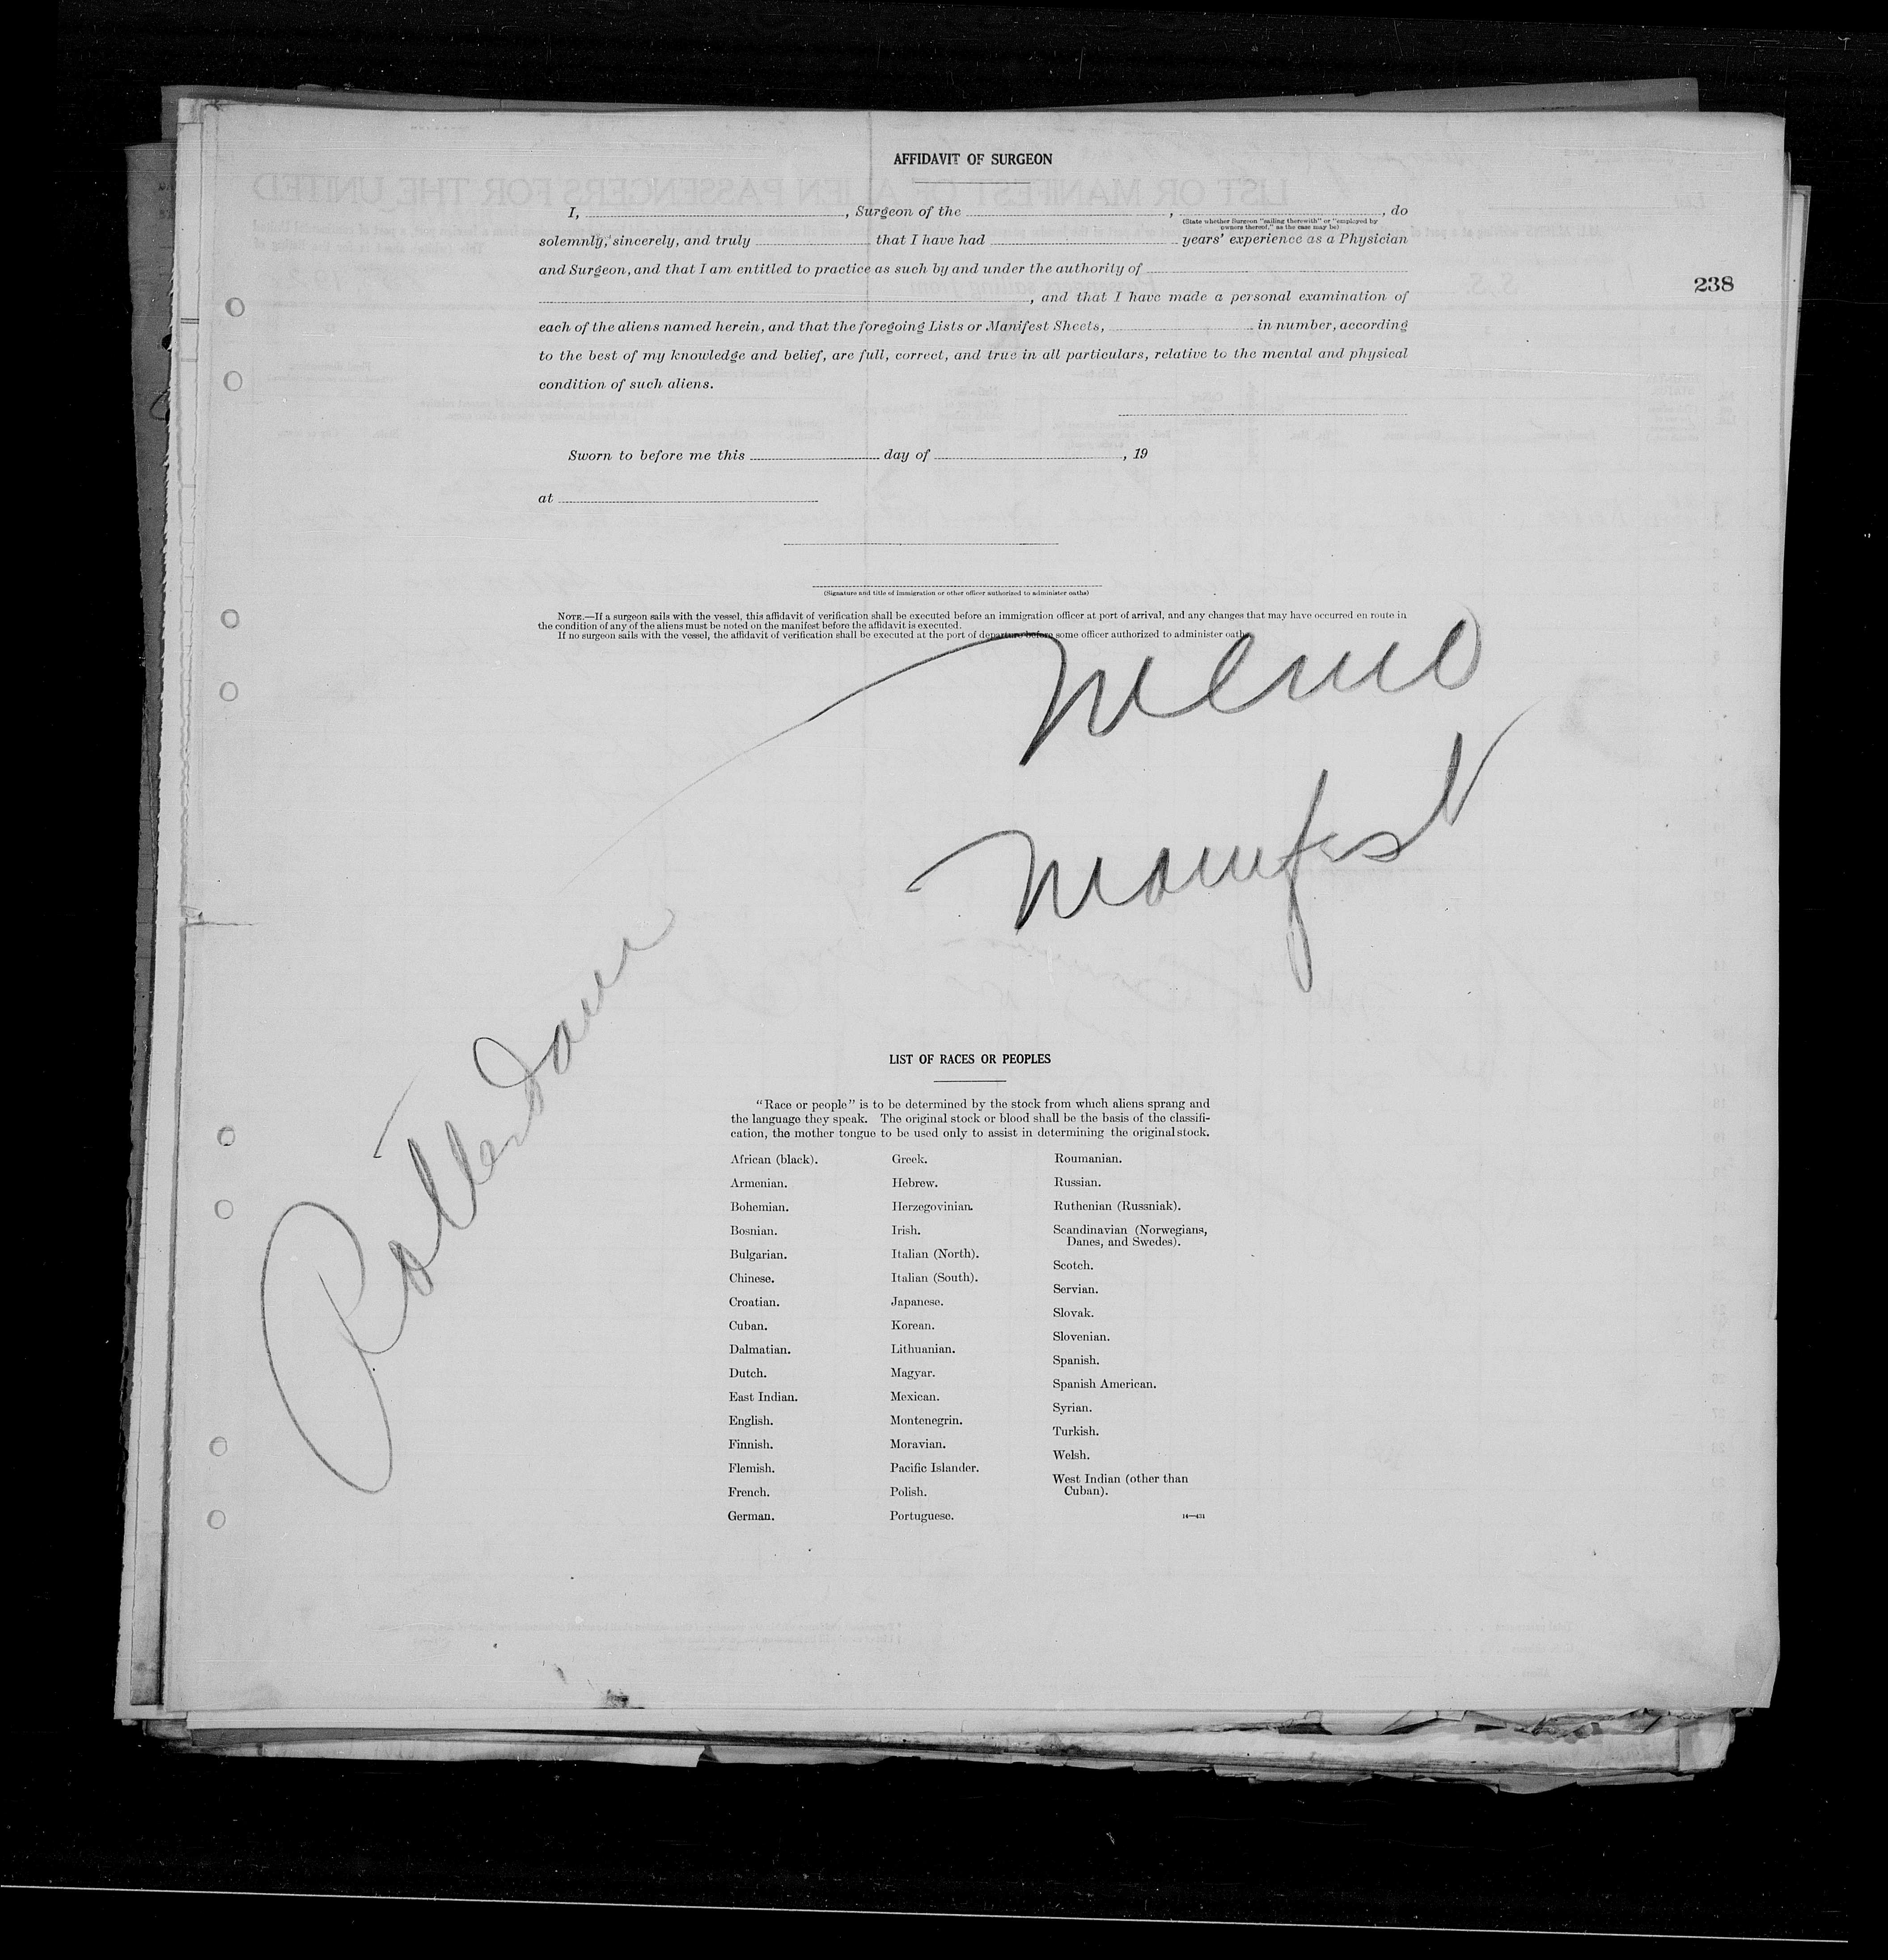 AFFIDAVIT OF SURGEON
I, , Surgeon of the , , do
(State whether Surgeon "sailing therewith" or "employed by
owners thereof," as the case may be)
solemnly, sincerely, and truly that I have had years' experience as a Physician
and Surgeon, and that I am entitled to practice as such by and under the authority of
, and that I have made a personal examination of
238
each of the aliens named herein, and that the foregoing Lists or Manifest Sheets, in number, according
to the best of my knowledge and belief, are full, correct, and true in all particulars, relative to the mental and physical
condition of such aliens.
Sworn to before me this day of , 19
at
(Signature and title of immigration or other officer authorized to administer oaths)
NOTE.—If a surgeon sails with the vessel, this affidavit of verification shall be executed before an immigration officer at port of arrival, and any changes that may have occurred en route in
the condition of any of the aliens must be noted on the manifest before the affidavit is executed.
If no surgeon sails with the vessel, the affidavit of verification shall be executed at the port of departure before some officer authorized to administer oaths.
Memo
Manifest
Rotterdam
LIST OF RACES OR PEOPLES
"Race or people" is to be determined by the stock from which aliens sprang and
the language they speak. The original stock or blood shall be the basis of the classifi-
cation, the mother tongue to be used only to assist in determining the original stock.
African (black).
Armenian.
Bohemian.
Bosnian.
Bulgarian.
Chinese.
Croatian.
Cuban.
Dalmatian.
Dutch.
East Indian.
English.
Finnish.
Flemish.
French.
German.
Greek.
Hebrew.
Herzegovinian.
Irish.
Italian (North).
Italian (South).
Japanese.
Korean.
Lithuanian.
Magyar.
Mexican.
Montenegrin.
Moravian.
Pacific Islander.
Polish.
Portuguese.
Roumanian.
Russian.
Ruthenian (Russniak).
Scandinavian (Norwegians,
Danes, and Swedes).
Scotch.
Servian.
Slovak.
Slovenian.
Spanish.
Spanish American.
Syrian.
Turkish.
Welsh.
West Indian (other than
Cuban).
14—431